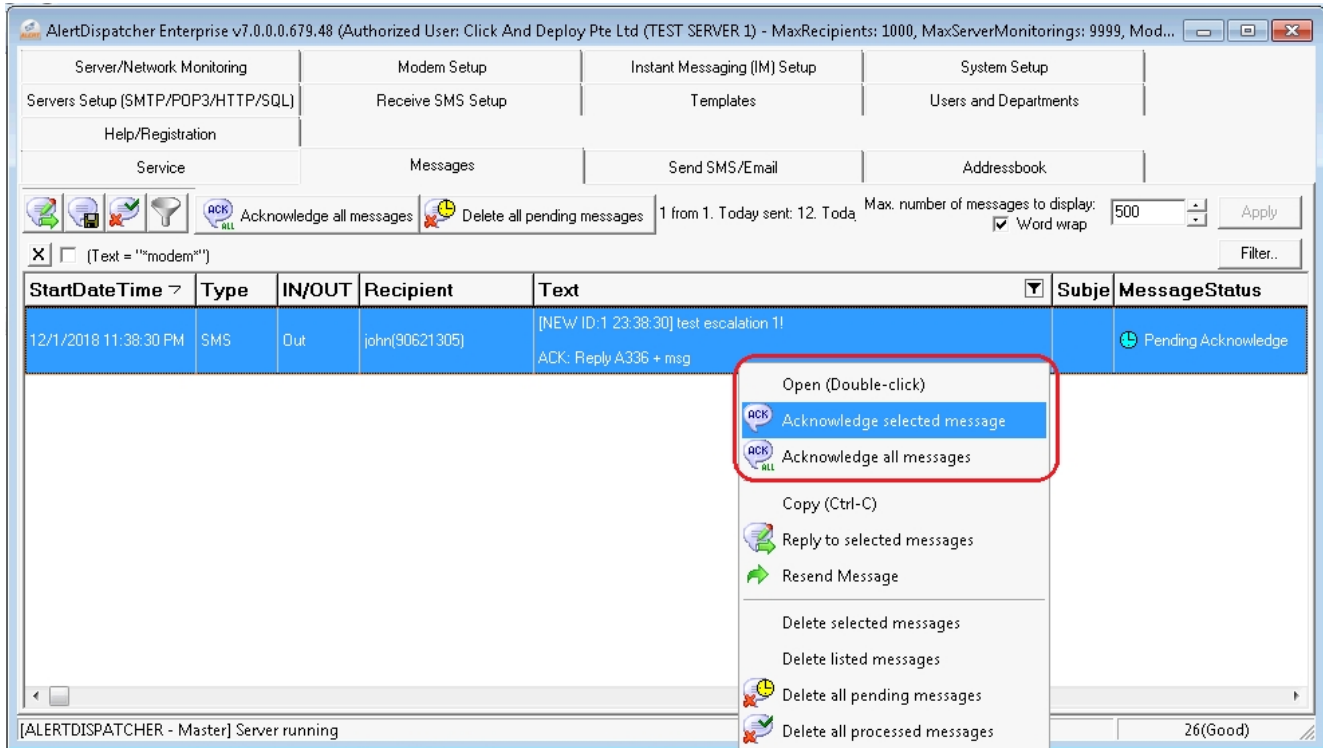 AlertDispatcher Enterprise v7.0.0.0.679.48 (Authorized User: Click And Deploy Pte Ltd (TEST SERVER 1) - MaxRecipients: 1000, MaxServerMonitorings: 9999, Mod...
Server/Network Monitoring
Modem Setup
Instant Messaging (IM) Setup
System Setup
Servers Setup (SMTP/POP3/HTTP/SQL)
Receive SMS Setup
Templates
Users and Departments
Help/Registration
Service
Messages
Send SMS/Email
Addressbook
ACK ALL Acknowledge all messages
Delete all pending messages
1 from 1. Today sent: 12. Toda
Max. number of messages to display:
500
Apply
Word wrap
X (Text = "*modem*")
Filter..
StartDateTime Type IN/OUT Recipient Text Subje MessageStatus
12/1/2018 11:38:30 PM SMS Out john(90621305)
[NEW ID:1 23:38:30] test escalation 1!
ACK: Reply A336 + msg
Pending Acknowledge
Open (Double-click)
ACK Acknowledge selected message
ACK ALL Acknowledge all messages
Copy (Ctrl-C)
Reply to selected messages
Resend Message
Delete selected messages
Delete listed messages
Delete all pending messages
Delete all processed messages
[ALERTDISPATCHER - Master] Server running
26(Good)